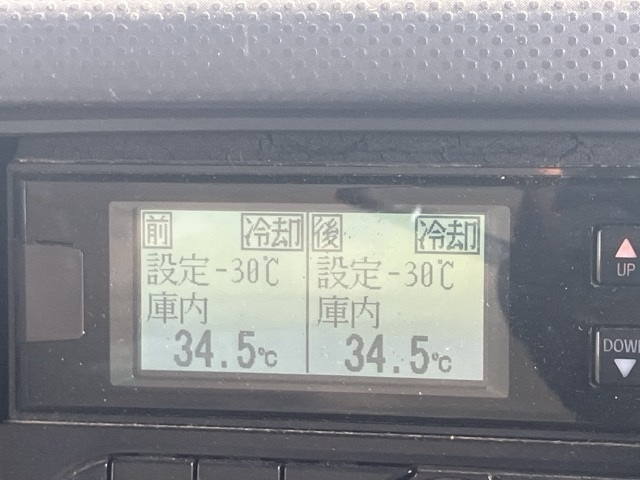 前 冷却 後 冷却
設定-30℃ 設定-30℃
庫内 庫内
34.5℃ 34.5℃
UP
DOWN